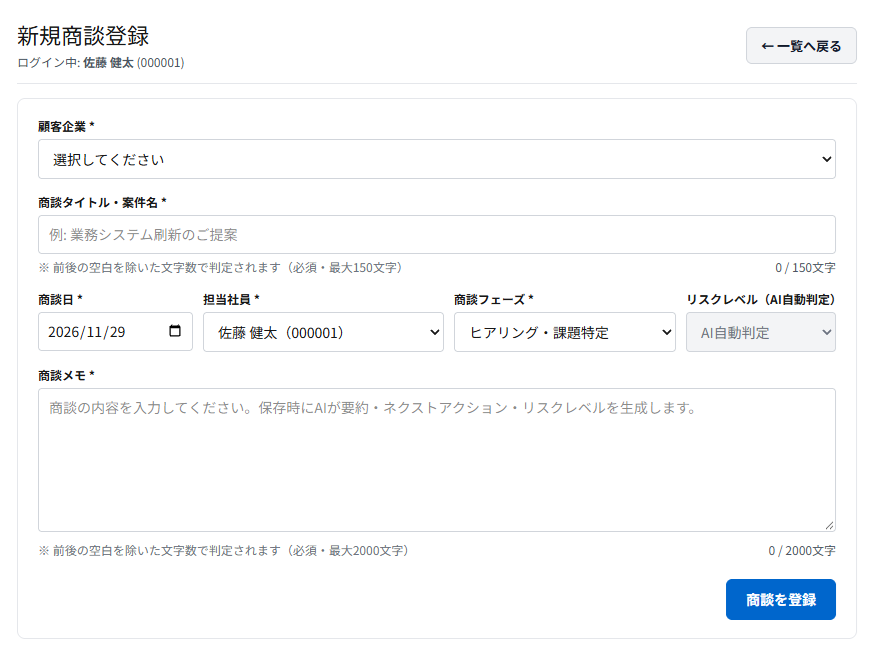 新規商談登録
ログイン中: 佐藤 健太 (000001)
← 一覧へ戻る
顧客企業 *
選択してください
商談タイトル・案件名 *
例: 業務システム刷新のご提案
※ 前後の空白を除いた文字数で判定されます（必須・最大150文字）
0 / 150文字
商談日 *
担当社員 *
商談フェーズ *
リスクレベル（AI自動判定）
2026/11/29
佐藤 健太（000001）
ヒアリング・課題特定
AI自動判定
商談メモ *
商談の内容を入力してください。保存時にAIが要約・ネクストアクション・リスクレベルを生成します。
※ 前後の空白を除いた文字数で判定されます（必須・最大2000文字）
0 / 2000文字
商談を登録